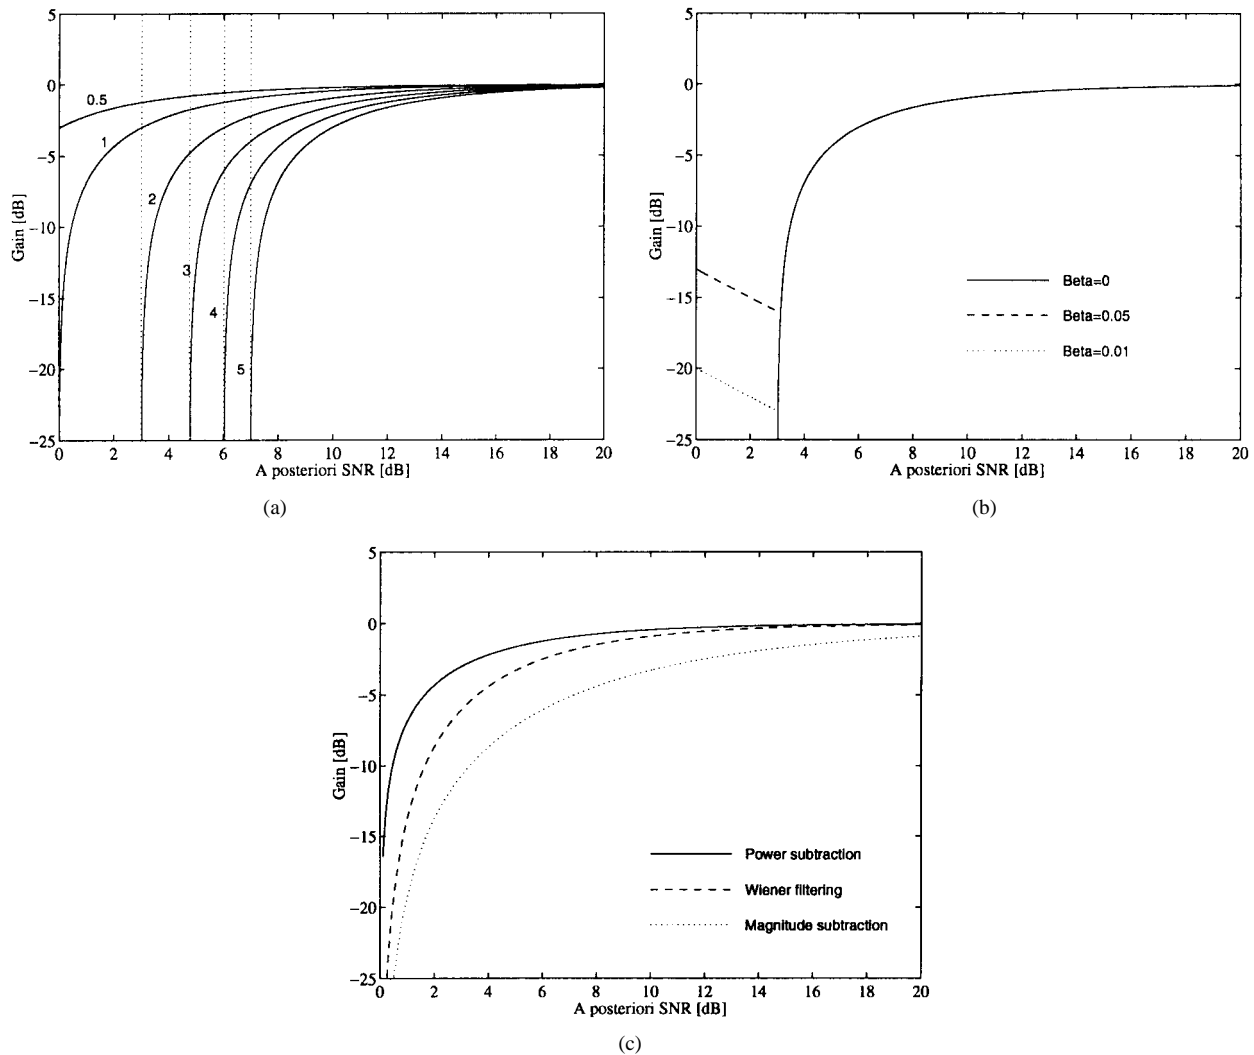 5
0
−5
−10
−15
−20
−25
Gain [dB]
0.5
1
2
3
4
5
0 2 4 6 8 10 12 14 16 18 20
A posteriori SNR [dB]
(a)
5
0
−5
−10
−15
−20
−25
Gain [dB]
Beta=0
Beta=0.05
Beta=0.01
0 2 4 6 8 10 12 14 16 18 20
A posteriori SNR [dB]
(b)
5
0
−5
−10
−15
−20
−25
Gain [dB]
Power subtraction
Wiener filtering
Magnitude subtraction
0 2 4 6 8 10 12 14 16 18 20
A posteriori SNR [dB]
(c)